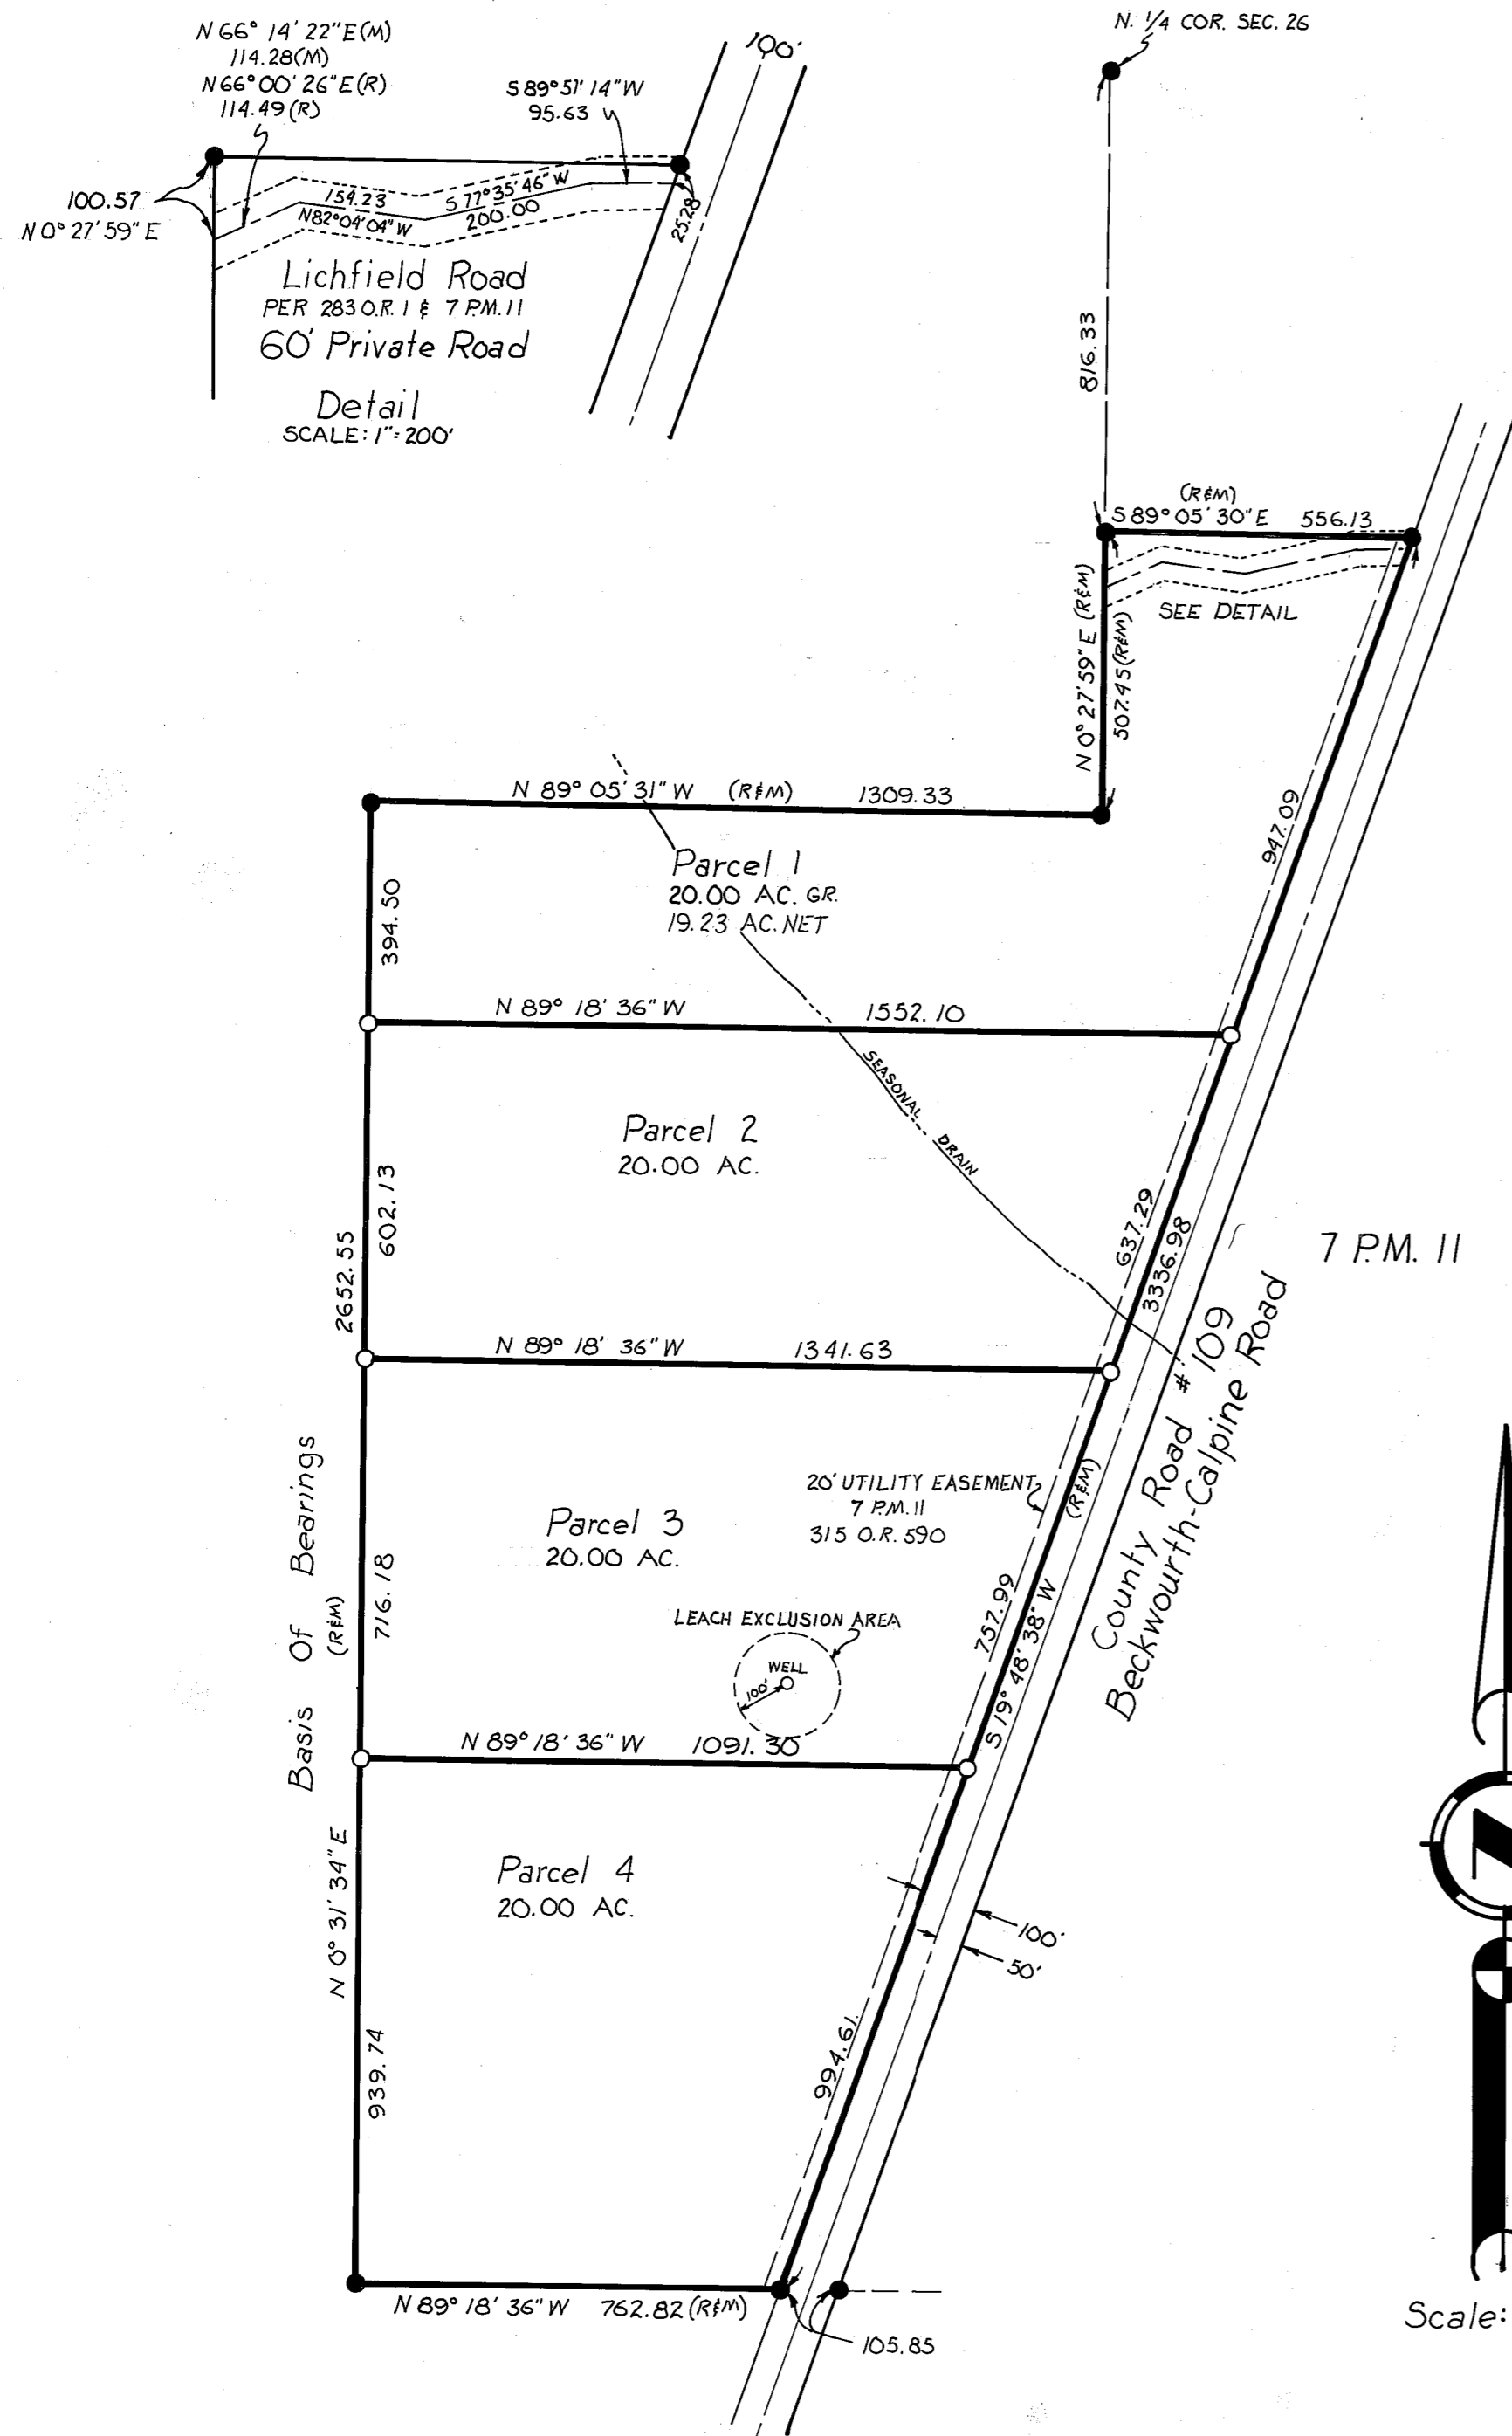 N 66° 14' 22" E (M)
114.28 (M)
N 66° 00' 26" E (R)
114.49 (R)
S 89° 51' 14" W
95.63
100'
N. 1/4 COR. SEC. 26
100.57
N 0° 27' 59" E
154.23
N 82° 04' 04" W
S 77° 35' 46" W
200.00
25.28
Lichfield Road
PER 283 O.R. 1 & 7 P.M. 11
60' Private Road
Detail
SCALE: 1" = 200'
816.33
(R&M)
S 89° 05' 30" E 556.13
SEE DETAIL
N 0° 27' 59" E (R&M)
507.45 (R&M)
N 89° 05' 31" W (R&M) 1309.33
947.09
Parcel 1
20.00 AC. GR.
19.23 AC. NET
394.50
N 89° 18' 36" W 1552.10
SEASONAL DRAIN
Parcel 2
20.00 AC.
602.13
2652.55
637.29
3336.98
7 P.M. 11
N 89° 18' 36" W 1341.63
County Road # 109
Beckwourth-Calpine Road
20' UTILITY EASEMENT
7 P.M. 11
315 O.R. 590
(R&M)
Parcel 3
20.00 AC.
Basis Of Bearings
(R&M)
716.18
757.99
S 19° 48' 38" W
LEACH EXCLUSION AREA
WELL
100'
N 89° 18' 36" W 1091.30
N 0° 31' 34" E
Parcel 4
20.00 AC.
100'
50'
939.74
994.61
N 89° 18' 36" W 762.82 (R&M)
105.85
Scale: